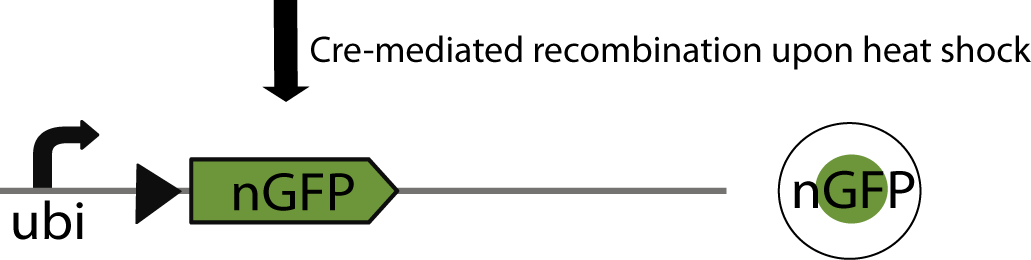 Cre-mediated recombination upon heat shock
nGFP
nGFP
ubi